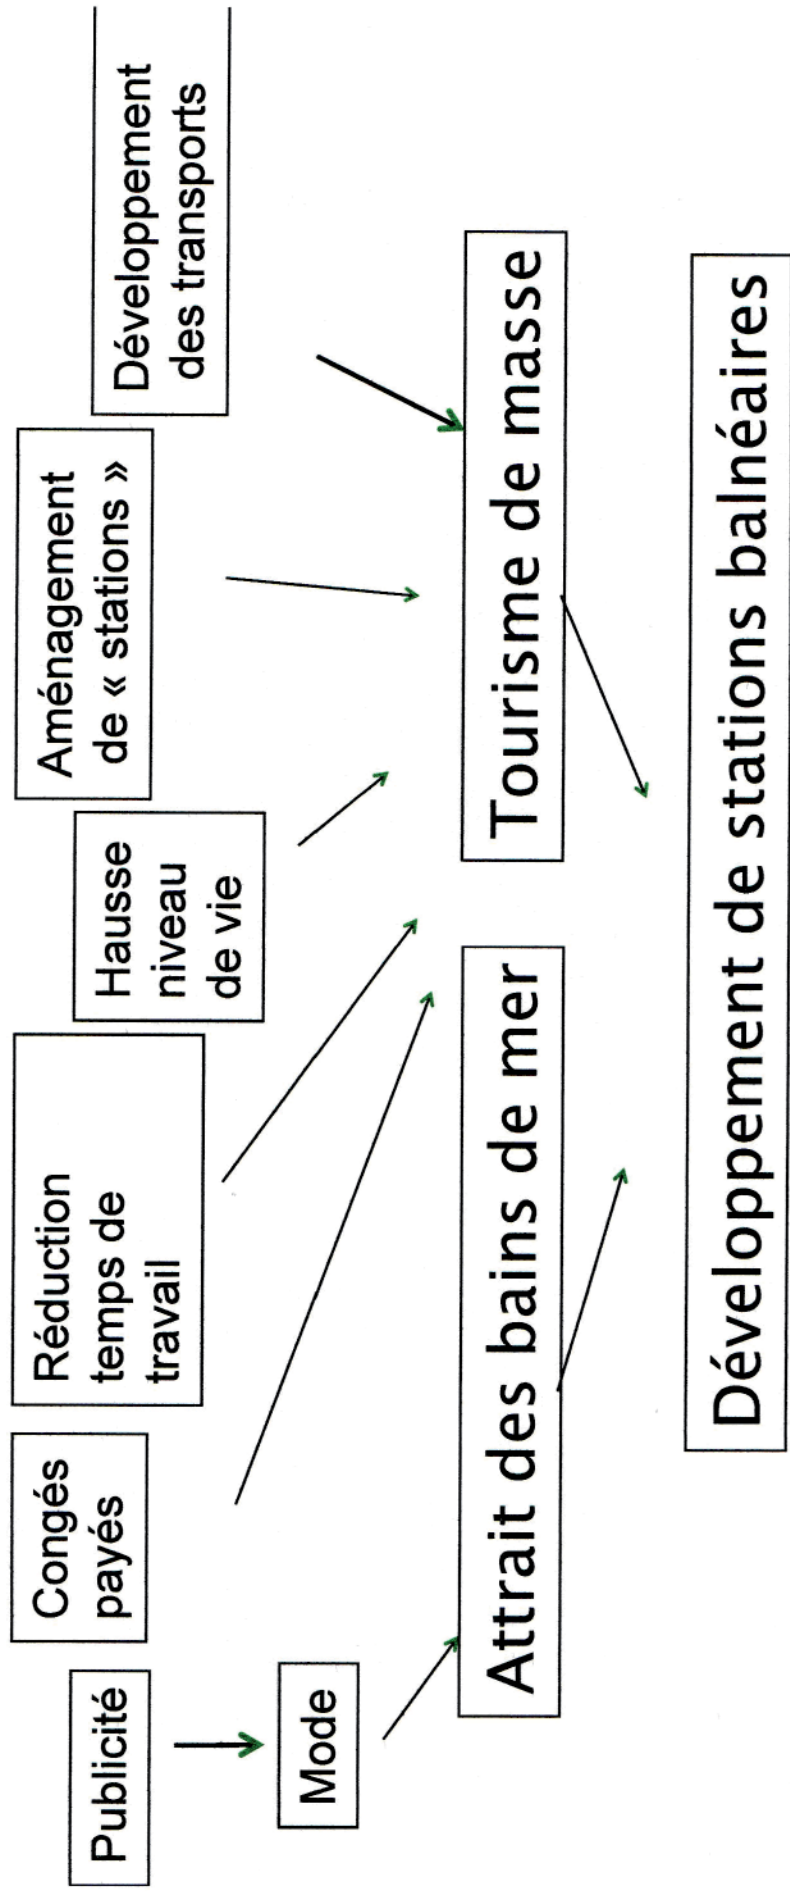 Publicité
Congés
payés
Réduction
temps de
travail
Hausse
niveau
de vie
Aménagement
de « stations »
Développement
des transports
Mode
Attrait des bains de mer
Tourisme de masse
Développement de stations balnéaires